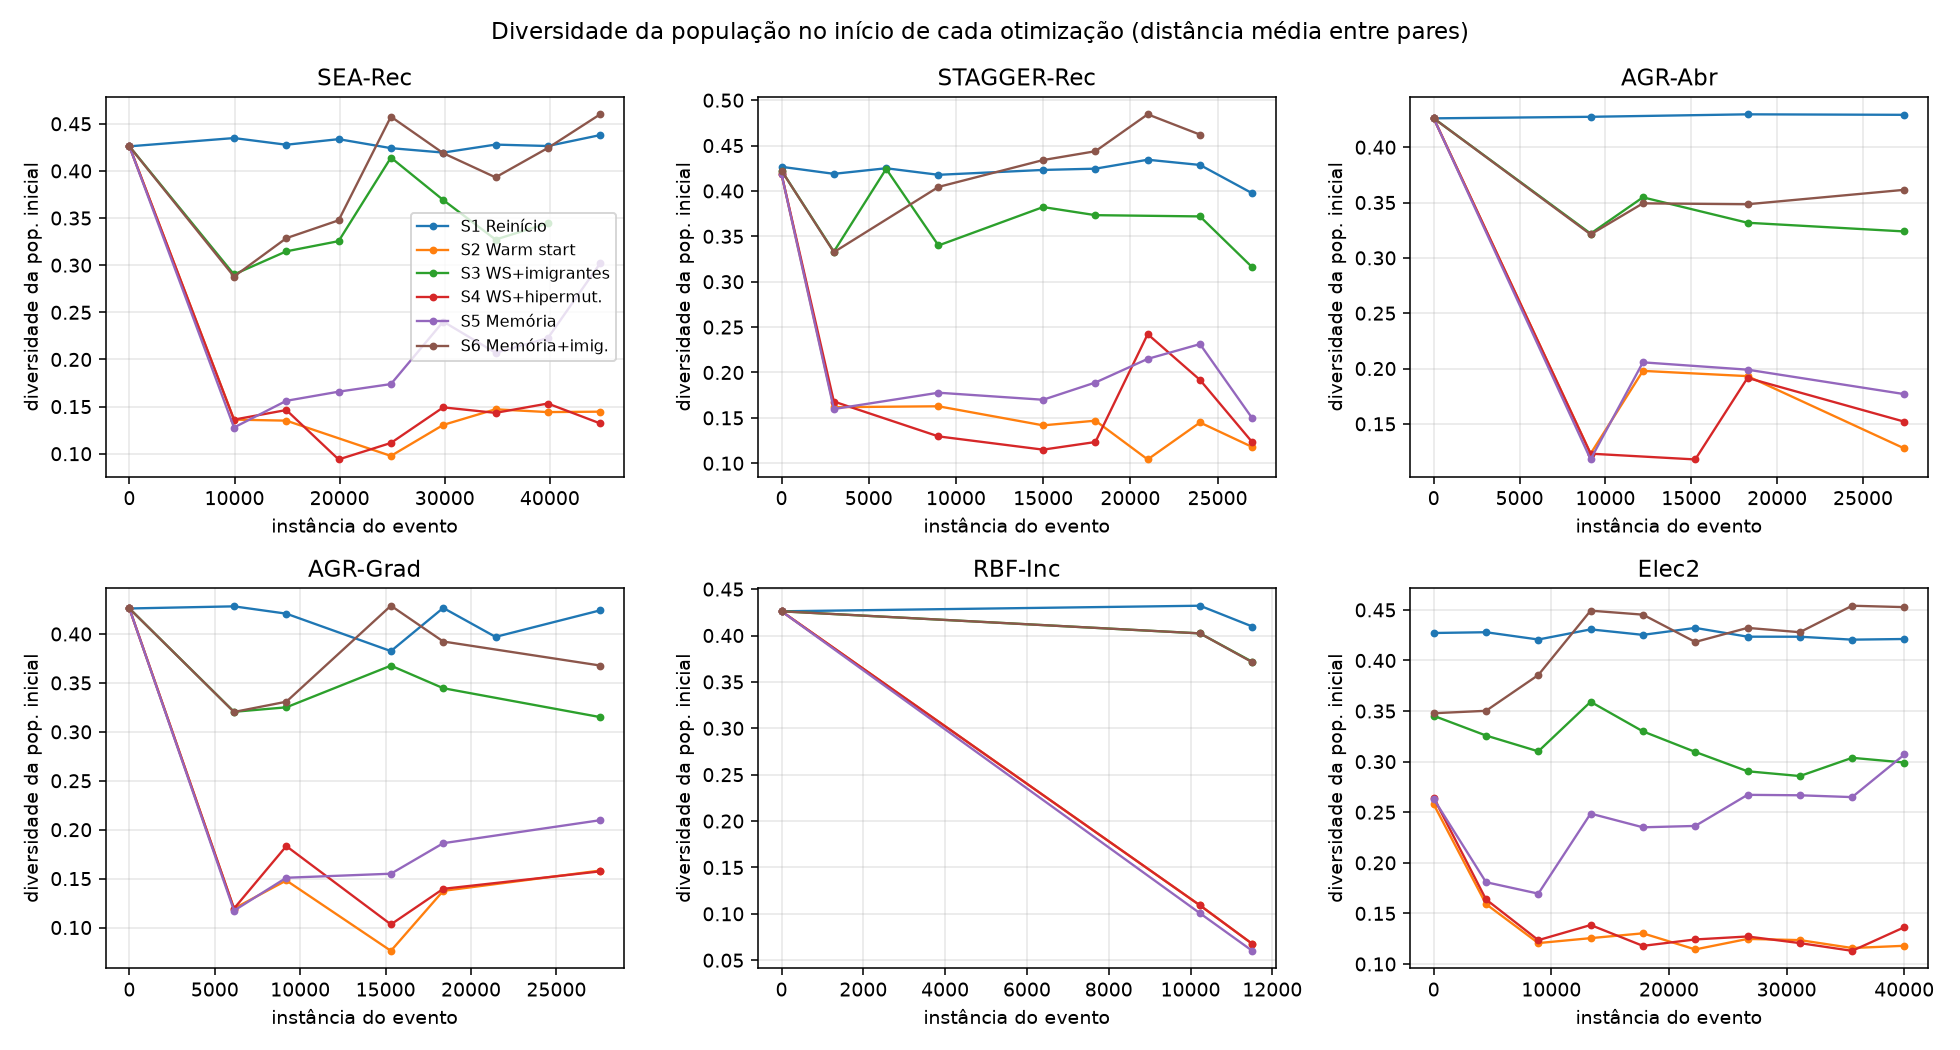 Diversidade da população no início de cada otimização (distância média entre pares)
SEA-Rec
diversidade da pop. inicial
0.45
0.40
0.35
0.30
0.25
0.20
0.15
0.10
S1 Reinício
S2 Warm start
S3 WS+imigrantes
S4 WS+hipermut.
S5 Memória
S6 Memória+imig.
0 10000 20000 30000 40000
instância do evento
STAGGER-Rec
diversidade da pop. inicial
0.50
0.45
0.40
0.35
0.30
0.25
0.20
0.15
0.10
0 5000 10000 15000 20000 25000
instância do evento
AGR-Abr
diversidade da pop. inicial
0.40
0.35
0.30
0.25
0.20
0.15
0 5000 10000 15000 20000 25000
instância do evento
AGR-Grad
diversidade da pop. inicial
0.40
0.35
0.30
0.25
0.20
0.15
0.10
0 5000 10000 15000 20000 25000
instância do evento
RBF-Inc
diversidade da pop. inicial
0.45
0.40
0.35
0.30
0.25
0.20
0.15
0.10
0.05
0 2000 4000 6000 8000 10000 12000
instância do evento
Elec2
diversidade da pop. inicial
0.45
0.40
0.35
0.30
0.25
0.20
0.15
0.10
0 10000 20000 30000 40000
instância do evento